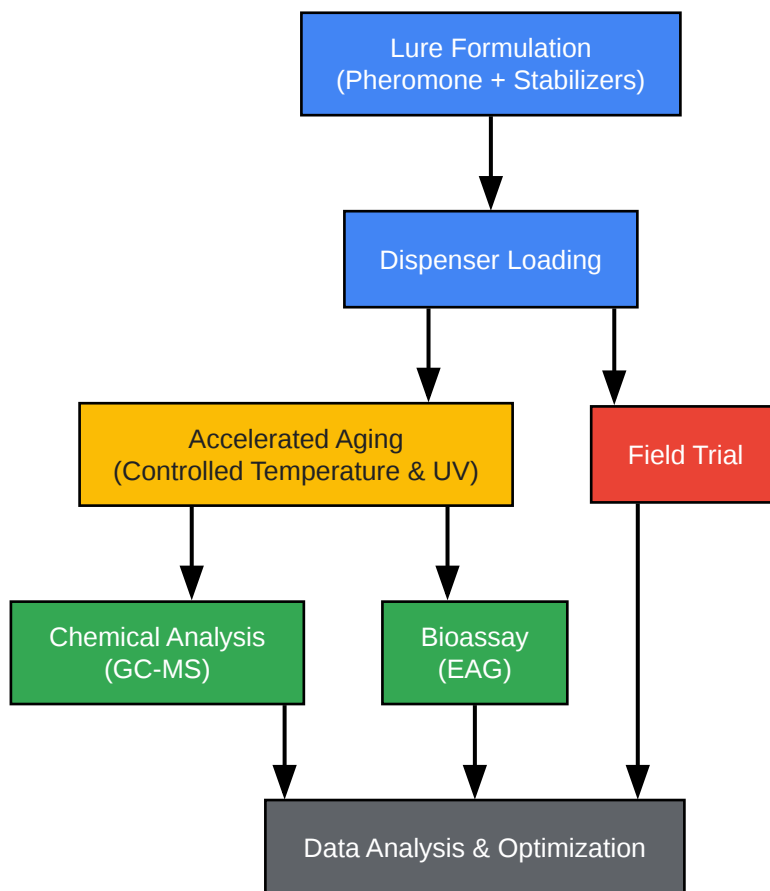 Lure Formulation
(Pheromone + Stabilizers)
Dispenser Loading
Accelerated Aging
(Controlled Temperature & UV)
Field Trial
Chemical Analysis
(GC-MS)
Bioassay
(EAG)
Data Analysis & Optimization